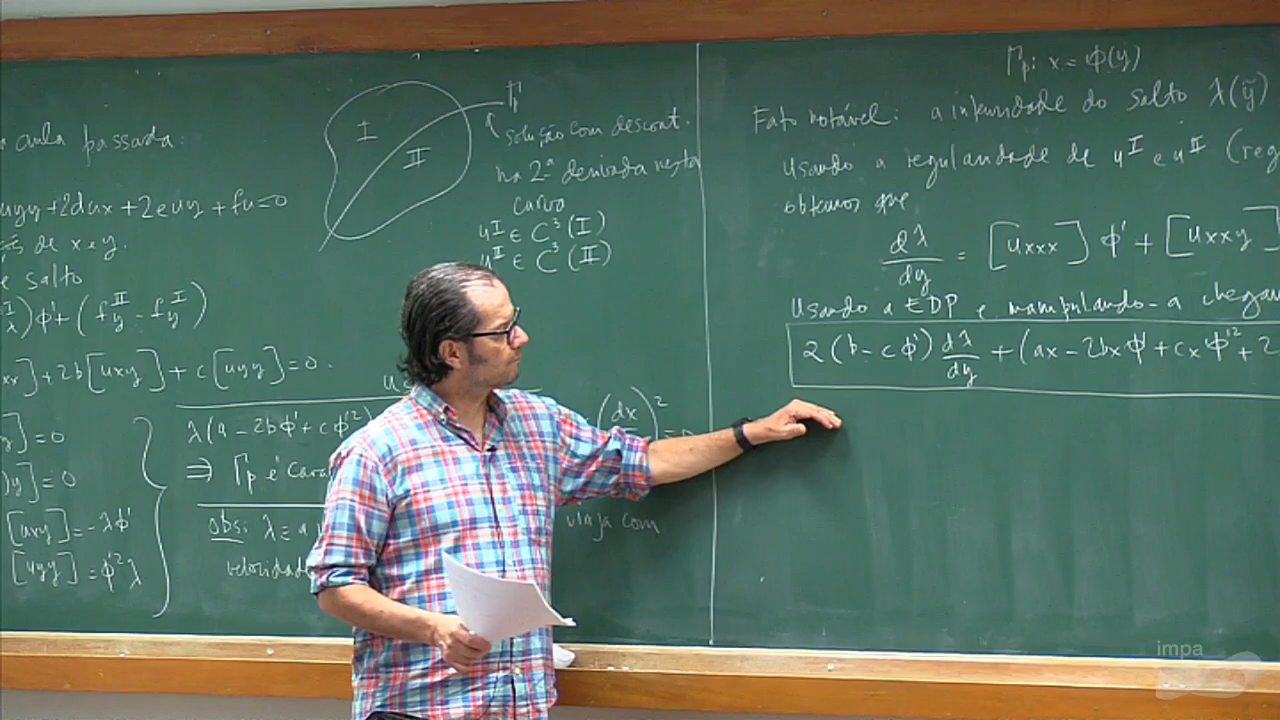 aula passada:
uyy + 2dux + 2euy + fu = 0
de x e y.
salto
)ϕ' + (f_y^II - f_y^I)
xx] + 2b[uxy] + c[uyy] = 0.
y] = 0
)y] = 0
[uxy] = -λϕ'
[uyy] = ϕ'²λ
I
II
Γp
solução com descont.
na 2ª derivada nesta
curva
u^I ∈ C³(I)
u^II ∈ C³(II)
λ(a - 2bϕ' + cϕ'²)
(dx
)²
⇒ Γp é cara
obs: λ = a
viaja com
velocidade
Γp: x = ϕ(y)
Fato notável: a intensidade do salto λ(ỹ)
Usando a regularidade de u^I e u^II (reg
obtemos que
dλ/dy = [uxxx]ϕ' + [uxxy]
Usando a EDP e manipulando-a chegam
2(b - cϕ') dλ/dy + (ax - 2bxϕ' + cxϕ'² + 2
impa